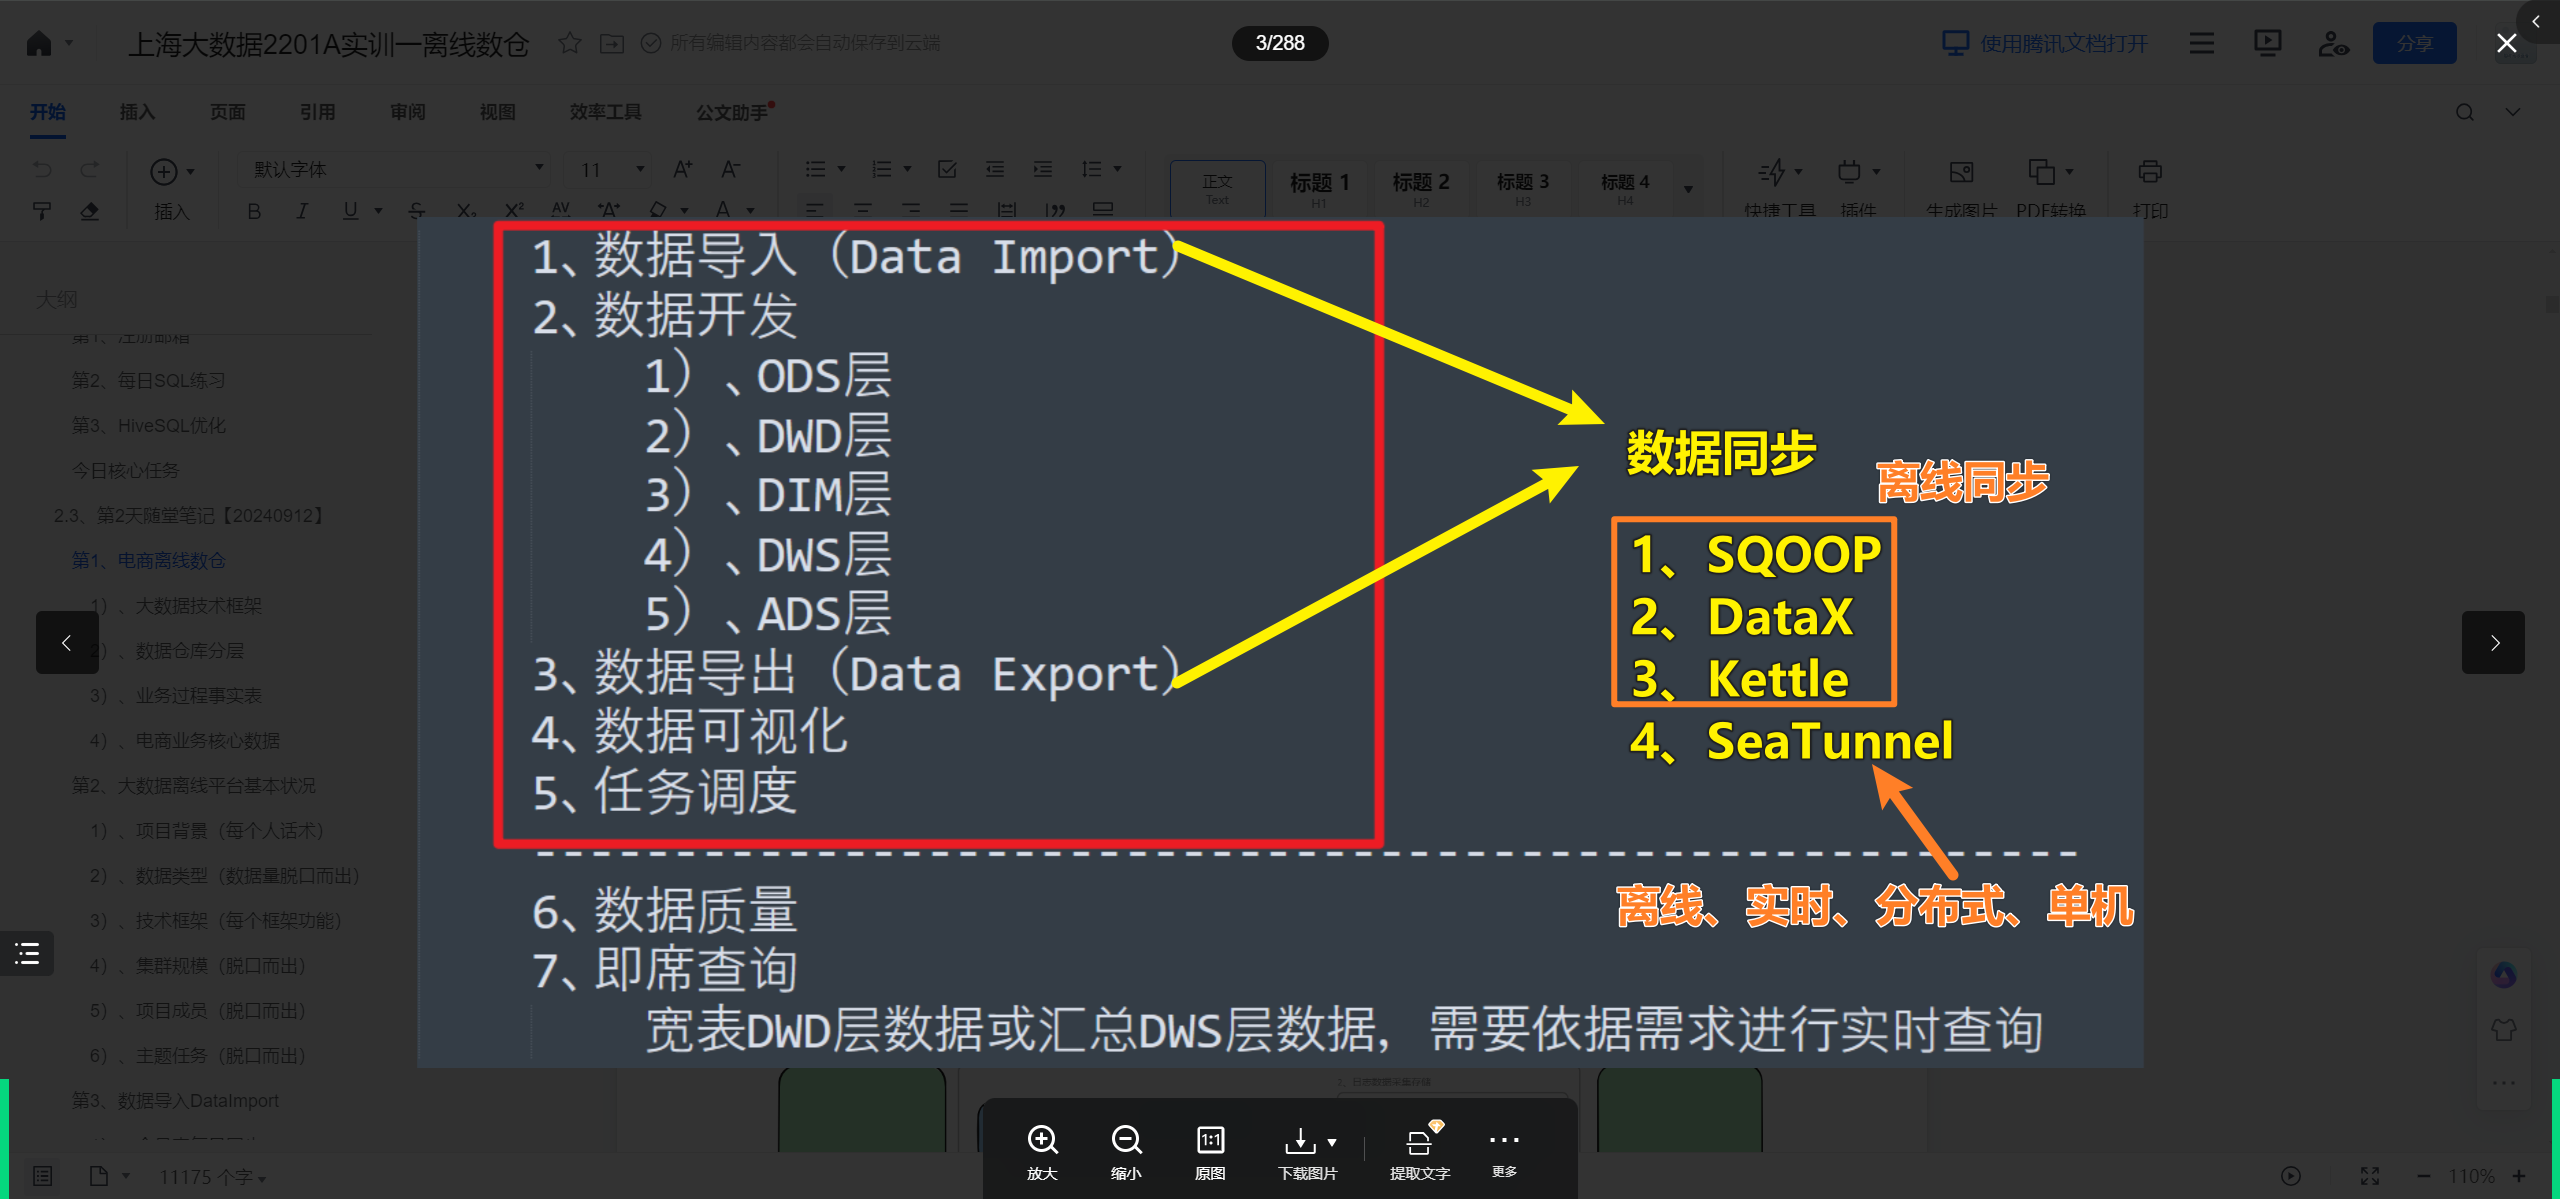 上海大数据2201A实训—离线数仓
所有编辑内容都会自动保存到云端
3/288
使用腾讯文档打开
分享
开始
插入
页面
引用
审阅
视图
效率工具
公文助手
插入
默认字体
11
正文
Text
标题 1
H1
标题 2
H2
标题 3
H3
标题 4
H4
快捷工具
插件
生成图片
PDF转换
打印
大纲
第1、注册邮箱
第2、每日SQL练习
第3、HiveSQL优化
今日核心任务
2.3、第2天随堂笔记【20240912】
第1、电商离线数仓
1）、大数据技术框架
2）、数据仓库分层
3）、业务过程事实表
4）、电商业务核心数据
第2、大数据离线平台基本状况
1）、项目背景（每个人话术）
2）、数据类型（数据量脱口而出）
3）、技术框架（每个框架功能）
4）、集群规模（脱口而出）
5）、项目成员（脱口而出）
6）、主题任务（脱口而出）
第3、数据导入DataImport
1、数据导入（Data Import）
2、数据开发
1）、ODS层
2）、DWD层
3）、DIM层
4）、DWS层
5）、ADS层
3、数据导出（Data Export）
4、数据可视化
5、任务调度
6、数据质量
7、即席查询
宽表DWD层数据或汇总DWS层数据，需要依据需求进行实时查询
数据同步
离线同步
1、SQOOP
2、DataX
3、Kettle
4、SeaTunnel
离线、实时、分布式、单机
放大
缩小
1:1
原图
下载图片
提取文字
更多
11175 个字
110%